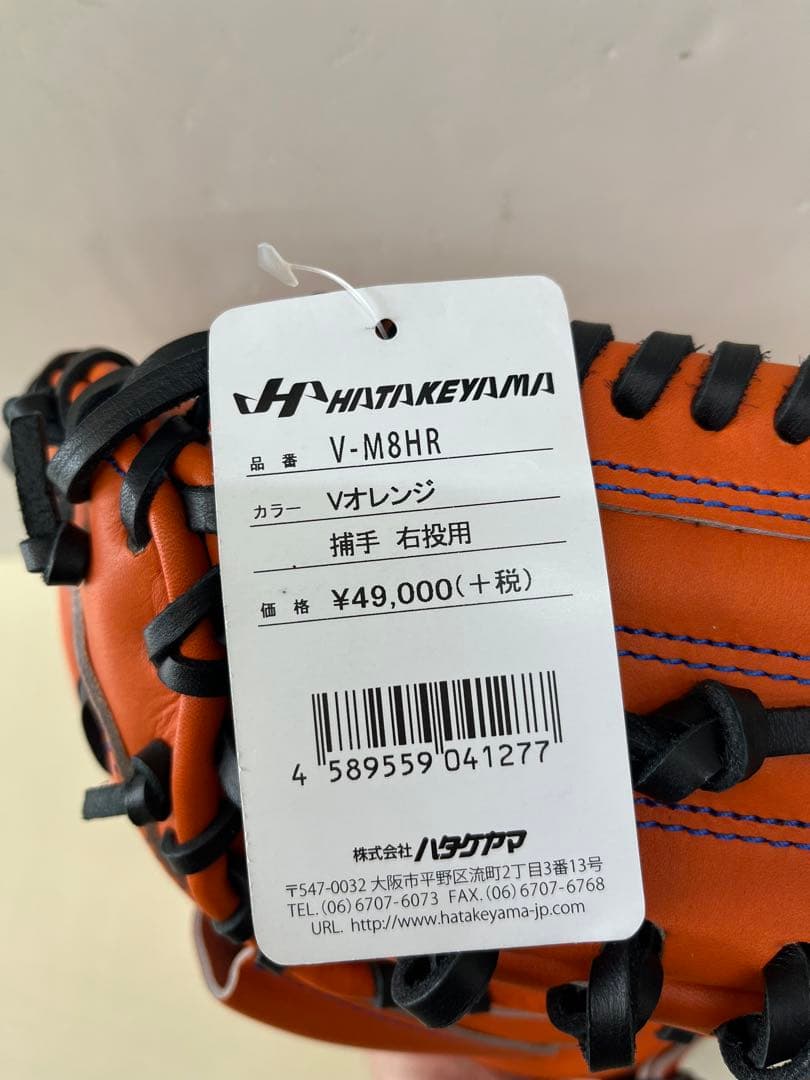 HATAKEYAMA
品番 V-M8HR
カラー Vオレンジ
捕手 右投用
価格 ¥49,000(+税)
4 589559 041277
株式会社 ハタケヤマ
〒547-0032 大阪市平野区流町2丁目3番13号
TEL.(06)6707-6073 FAX.(06)6707-6768
URL. http://www.hatakeyama-jp.com